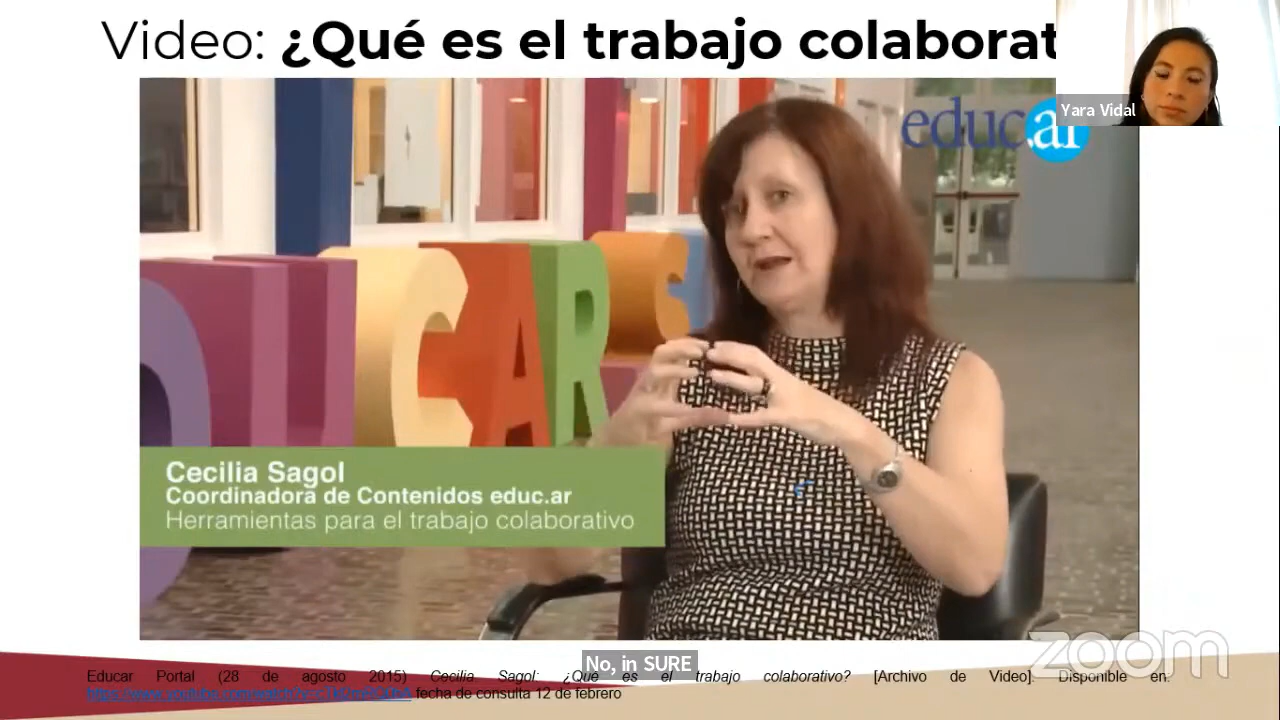 Video: ¿Qué es el trabajo colaborat
Yara Vidal
educ.ar
UCAR
Cecilia Sagol
Coordinadora de Contenidos educ.ar
Herramientas para el trabajo colaborativo
No, in SURE
zoom
Educar Portal (28 de agosto 2015) Cecilia Sagol: ¿Qué es el trabajo colaborativo? [Archivo de Video]. Disponible en:
fecha de consulta 12 de febrero